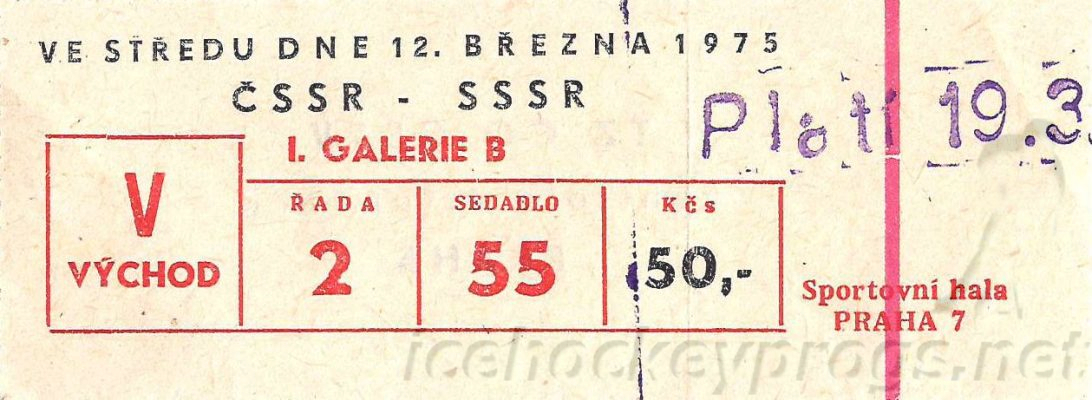 VE STŘEDU DNE 12. BŘEZNA 1975
ČSSR - SSSR
Platí 19.3.
I. GALERIE B
V
VÝCHOD
ŘADA
2
SEDADLO
55
Kčs
50,-
Sportovní hala
PRAHA 7
icehockeyprogs.net